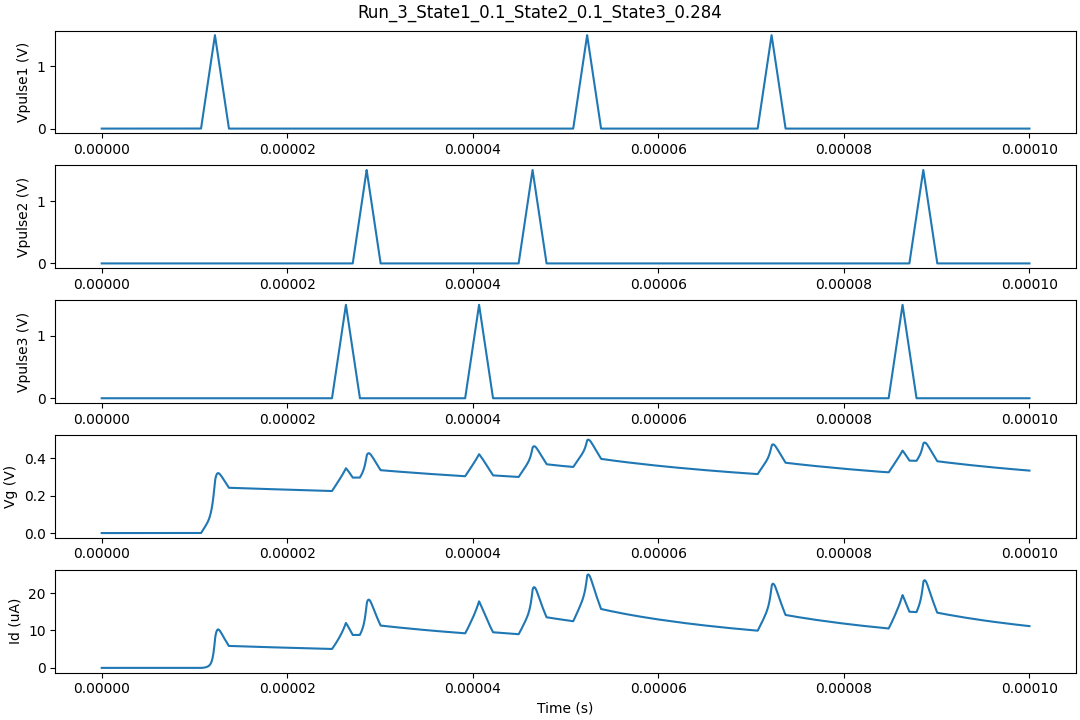 Run_3_State1_0.1_State2_0.1_State3_0.284
Vpulse1 (V)
1
0
0.00000 0.00002 0.00004 0.00006 0.00008 0.00010
Vpulse2 (V)
1
0
0.00000 0.00002 0.00004 0.00006 0.00008 0.00010
Vpulse3 (V)
1
0
0.00000 0.00002 0.00004 0.00006 0.00008 0.00010
Vg (V)
0.4
0.2
0.0
0.00000 0.00002 0.00004 0.00006 0.00008 0.00010
Id (uA)
20
10
0
0.00000 0.00002 0.00004 0.00006 0.00008 0.00010
Time (s)